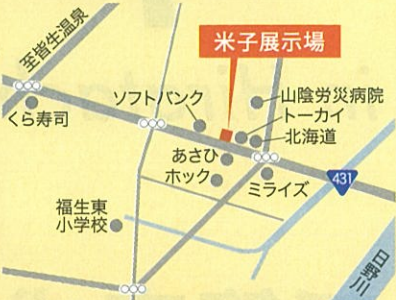 至皆生温泉
米子展示場
ソフトバンク
山陰労災病院
トーカイ
北海道
くら寿司
あさひ
ホック
ミライズ
431
福生東
小学校
日野川